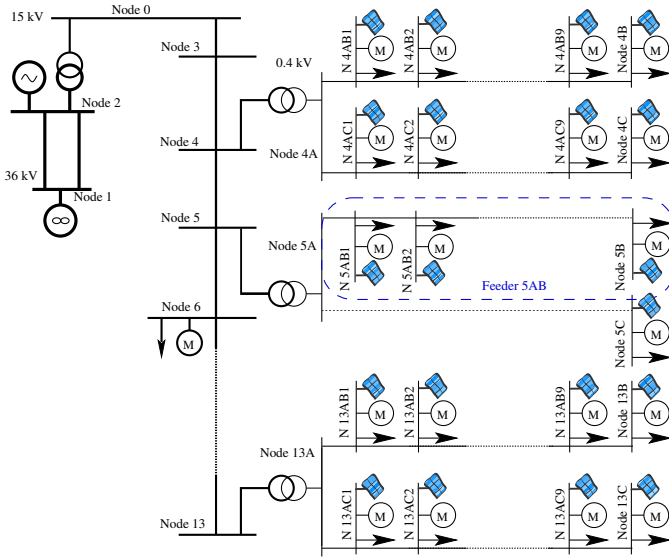 15 kV
Node 0
Node 3
Node 2
36 kV
Node 1
∞
Node 4
0.4 kV
Node 4A
N 4AB1
M
N 4AB2
M
N 4AB9
M
Node 4B
M
N 4AC1
M
N 4AC2
M
N 4AC9
M
Node 4C
M
Node 5
Node 5A
N 5AB1
M
N 5AB2
M
Node 5B
M
Feeder 5AB
Node 5C
M
Node 6
M
N 13AB1
M
N 13AB2
M
N 13AB9
M
Node 13B
M
Node 13A
Node 13
N 13AC1
M
N 13AC2
M
N 13AC9
M
Node 13C
M